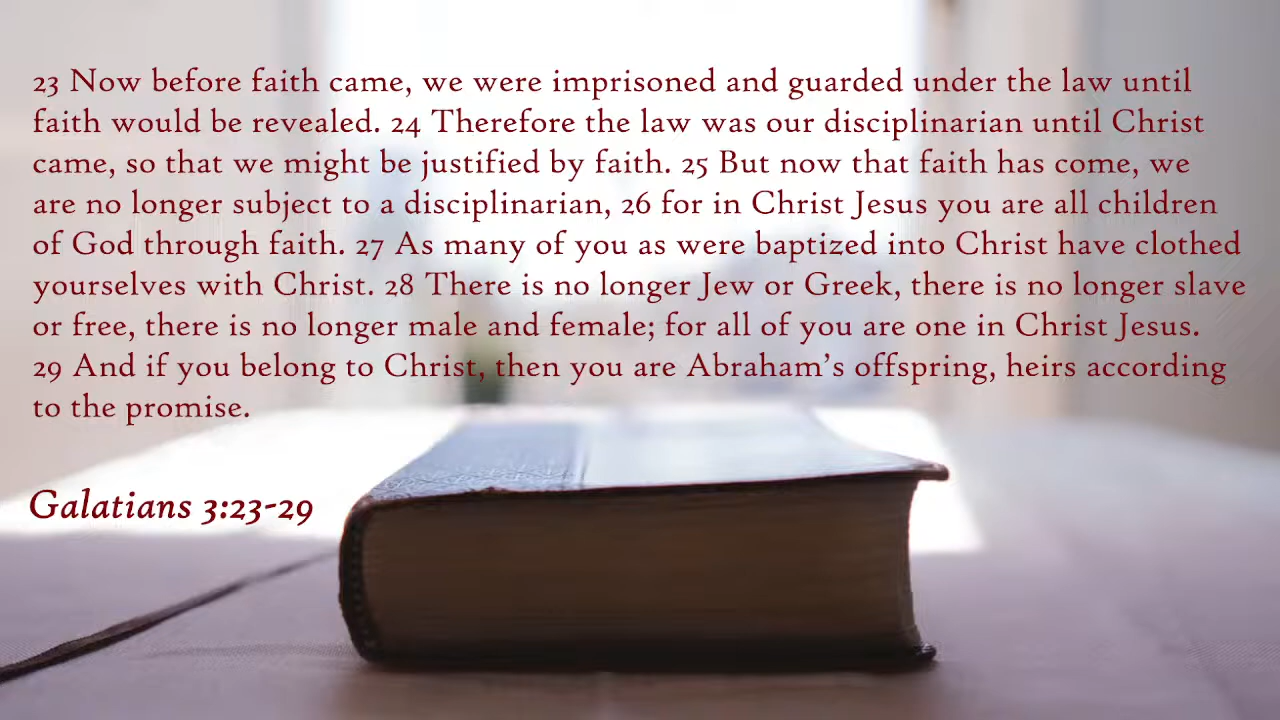 23 Now before faith came, we were imprisoned and guarded under the law until
faith would be revealed. 24 Therefore the law was our disciplinarian until Christ
came, so that we might be justified by faith. 25 But now that faith has come, we
are no longer subject to a disciplinarian, 26 for in Christ Jesus you are all children
of God through faith. 27 As many of you as were baptized into Christ have clothed
yourselves with Christ. 28 There is no longer Jew or Greek, there is no longer slave
or free, there is no longer male and female; for all of you are one in Christ Jesus.
29 And if you belong to Christ, then you are Abraham’s offspring, heirs according
to the promise.
Galatians 3:23-29